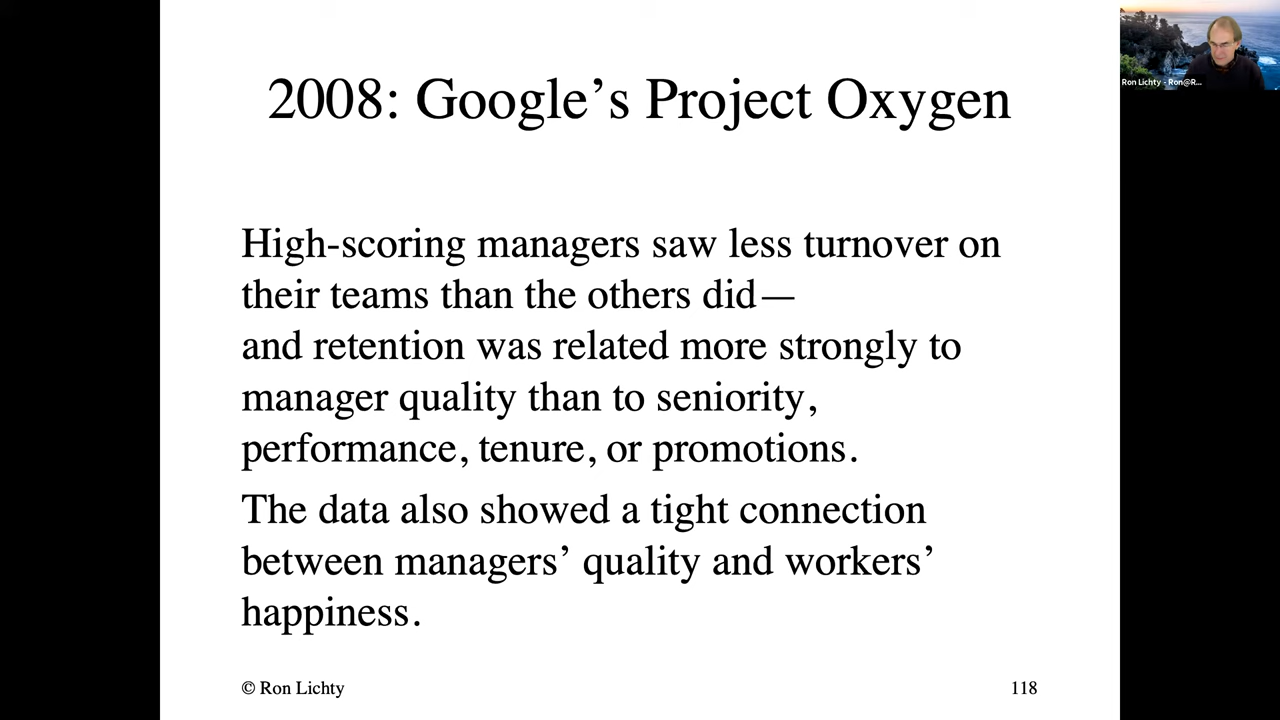 2008: Google’s Project Oxygen
Ron Lichty - Ron@R...
High-scoring managers saw less turnover on
their teams than the others did—
and retention was related more strongly to
manager quality than to seniority,
performance, tenure, or promotions.
The data also showed a tight connection
between managers’ quality and workers’
happiness.
© Ron Lichty
118